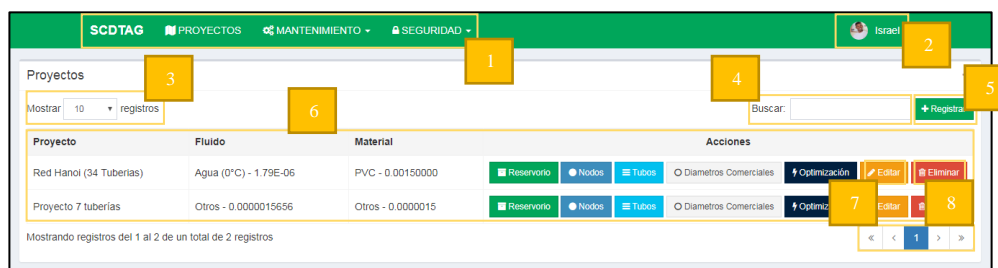 SCDTAG PROYECTOS MANTENIMIENTO SEGURIDAD Israel
1 2
Proyectos
3 4 5
Mostrar 10 registros Buscar: + Registrar
6
Proyecto Fluido Material Acciones
Red Hanoi (34 Tuberías) Agua (0°C) - 1.79E-06 PVC - 0.00150000 Reservorio Nodos Tubos Diametros Comerciales Optimización Editar Eliminar
Proyecto 7 tuberías Otros - 0.0000015656 Otros - 0.0000015 Reservorio Nodos Tubos Diametros Comerciales Optimiz Editar
7 8
Mostrando registros del 1 al 2 de un total de 2 registros « ‹ 1 › »